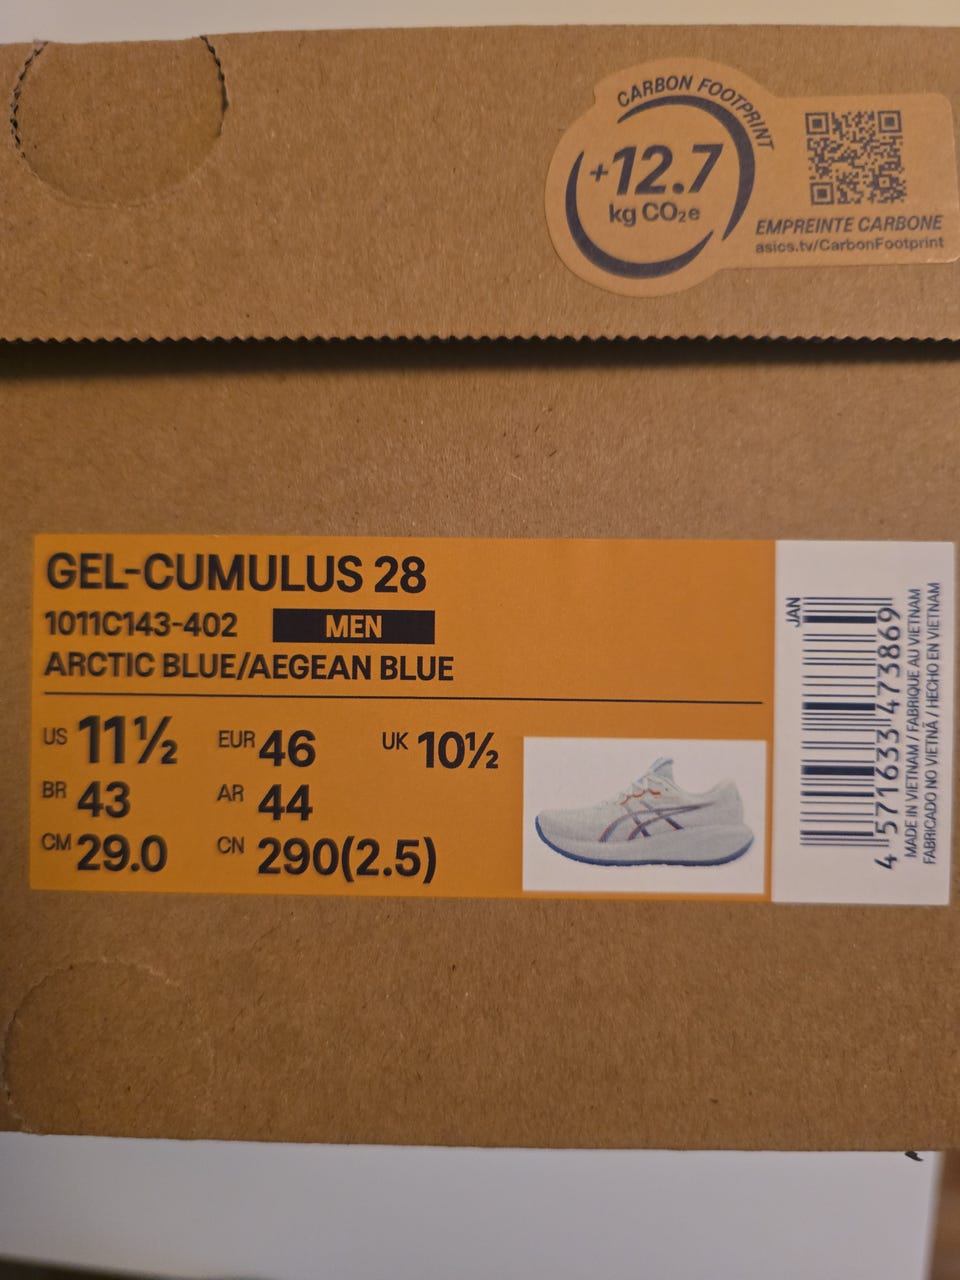 CARBON FOOTPRINT
+12.7
kg CO₂e
EMPREINTE CARBONE
asics.tv/CarbonFootprint
GEL-CUMULUS 28
1011C143-402 MEN
ARCTIC BLUE/AEGEAN BLUE
US 11½ EUR 46 UK 10½
BR 43 AR 44
CM 29.0 CN 290(2.5)
JAN
4 571633 473869
MADE IN VIETNAM / FABRIQUE AU VIETNAM
FABRICADO NO VIETNÃ / HECHO EN VIETNAM